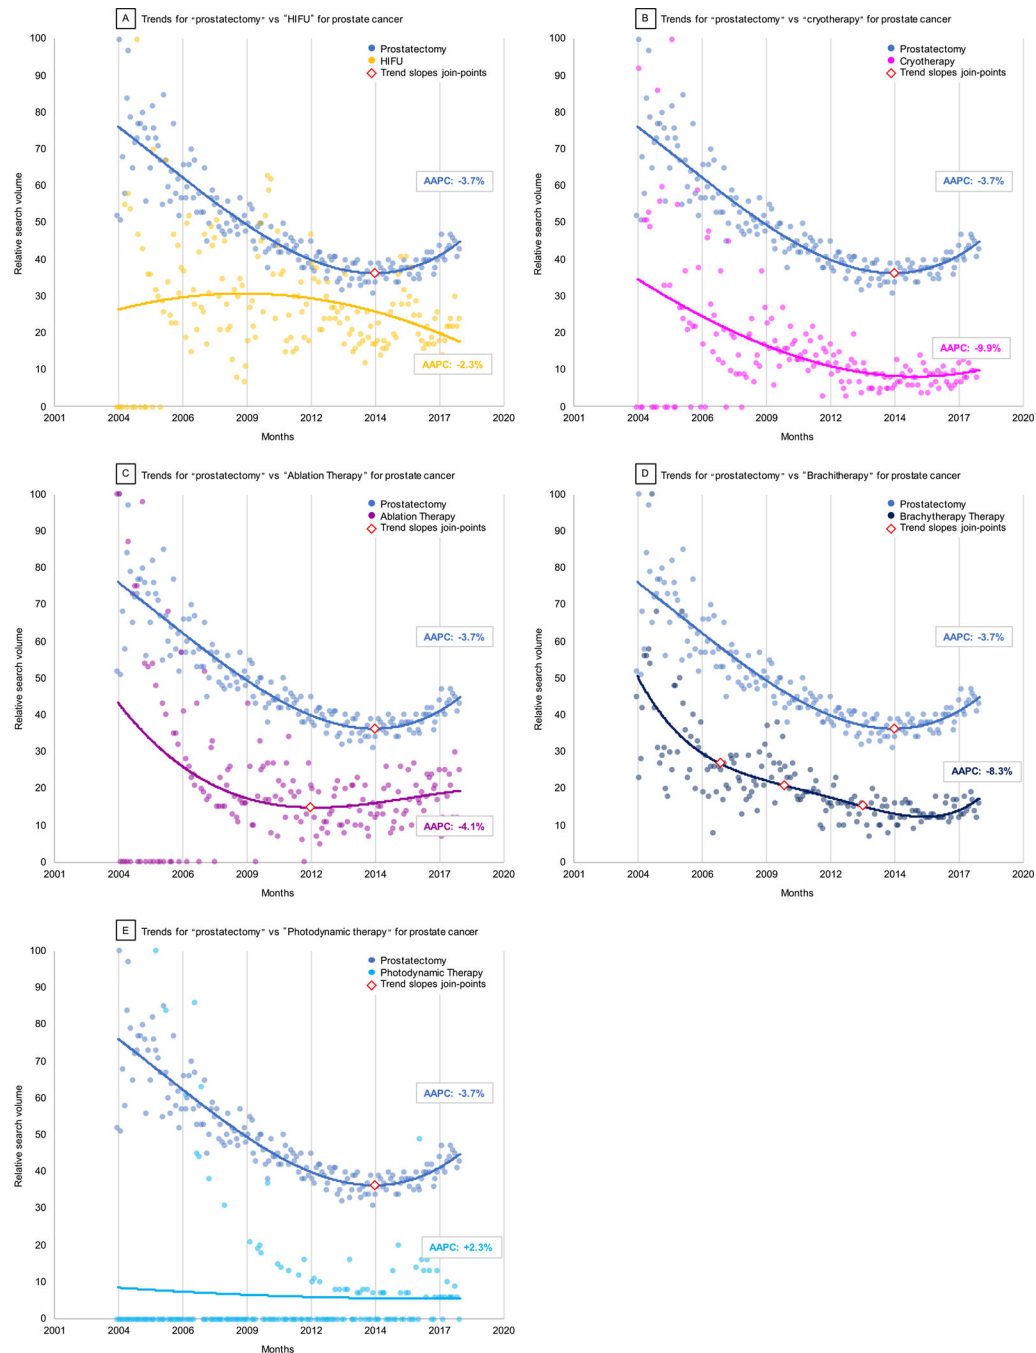 A Trends for "prostatectomy" vs "HIFU" for prostate cancer
Relative search volume
100
90
80
70
60
50
40
30
20
10
0
Prostatectomy
HIFU
Trend slopes join-points
AAPC: -3.7%
AAPC: -2.3%
2001 2004 2006 2009 2012 2014 2017 2020
Months
B Trends for "prostatectomy" vs "cryotherapy" for prostate cancer
Relative search volume
100
90
80
70
60
50
40
30
20
10
0
Prostatectomy
Cryotherapy
Trend slopes join-points
AAPC: -3.7%
AAPC: -9.9%
2001 2004 2006 2009 2012 2014 2017 2020
Months
C Trends for "prostatectomy" vs "Ablation Therapy" for prostate cancer
Relative search volume
100
90
80
70
60
50
40
30
20
10
0
Prostatectomy
Ablation Therapy
Trend slopes join-points
AAPC: -3.7%
AAPC: -4.1%
2001 2004 2006 2009 2012 2014 2017 2020
Months
D Trends for "prostatectomy" vs "Brachitherapy" for prostate cancer
Relative search volume
100
90
80
70
60
50
40
30
20
10
0
Prostatectomy
Brachytherapy Therapy
Trend slopes join-points
AAPC: -3.7%
AAPC: -8.3%
2001 2004 2006 2009 2012 2014 2017 2020
Months
E Trends for "prostatectomy" vs "Photodynamic therapy" for prostate cancer
Relative search volume
100
90
80
70
60
50
40
30
20
10
0
Prostatectomy
Photodynamic Therapy
Trend slopes join-points
AAPC: -3.7%
AAPC: +2.3%
2001 2004 2006 2009 2012 2014 2017 2020
Months